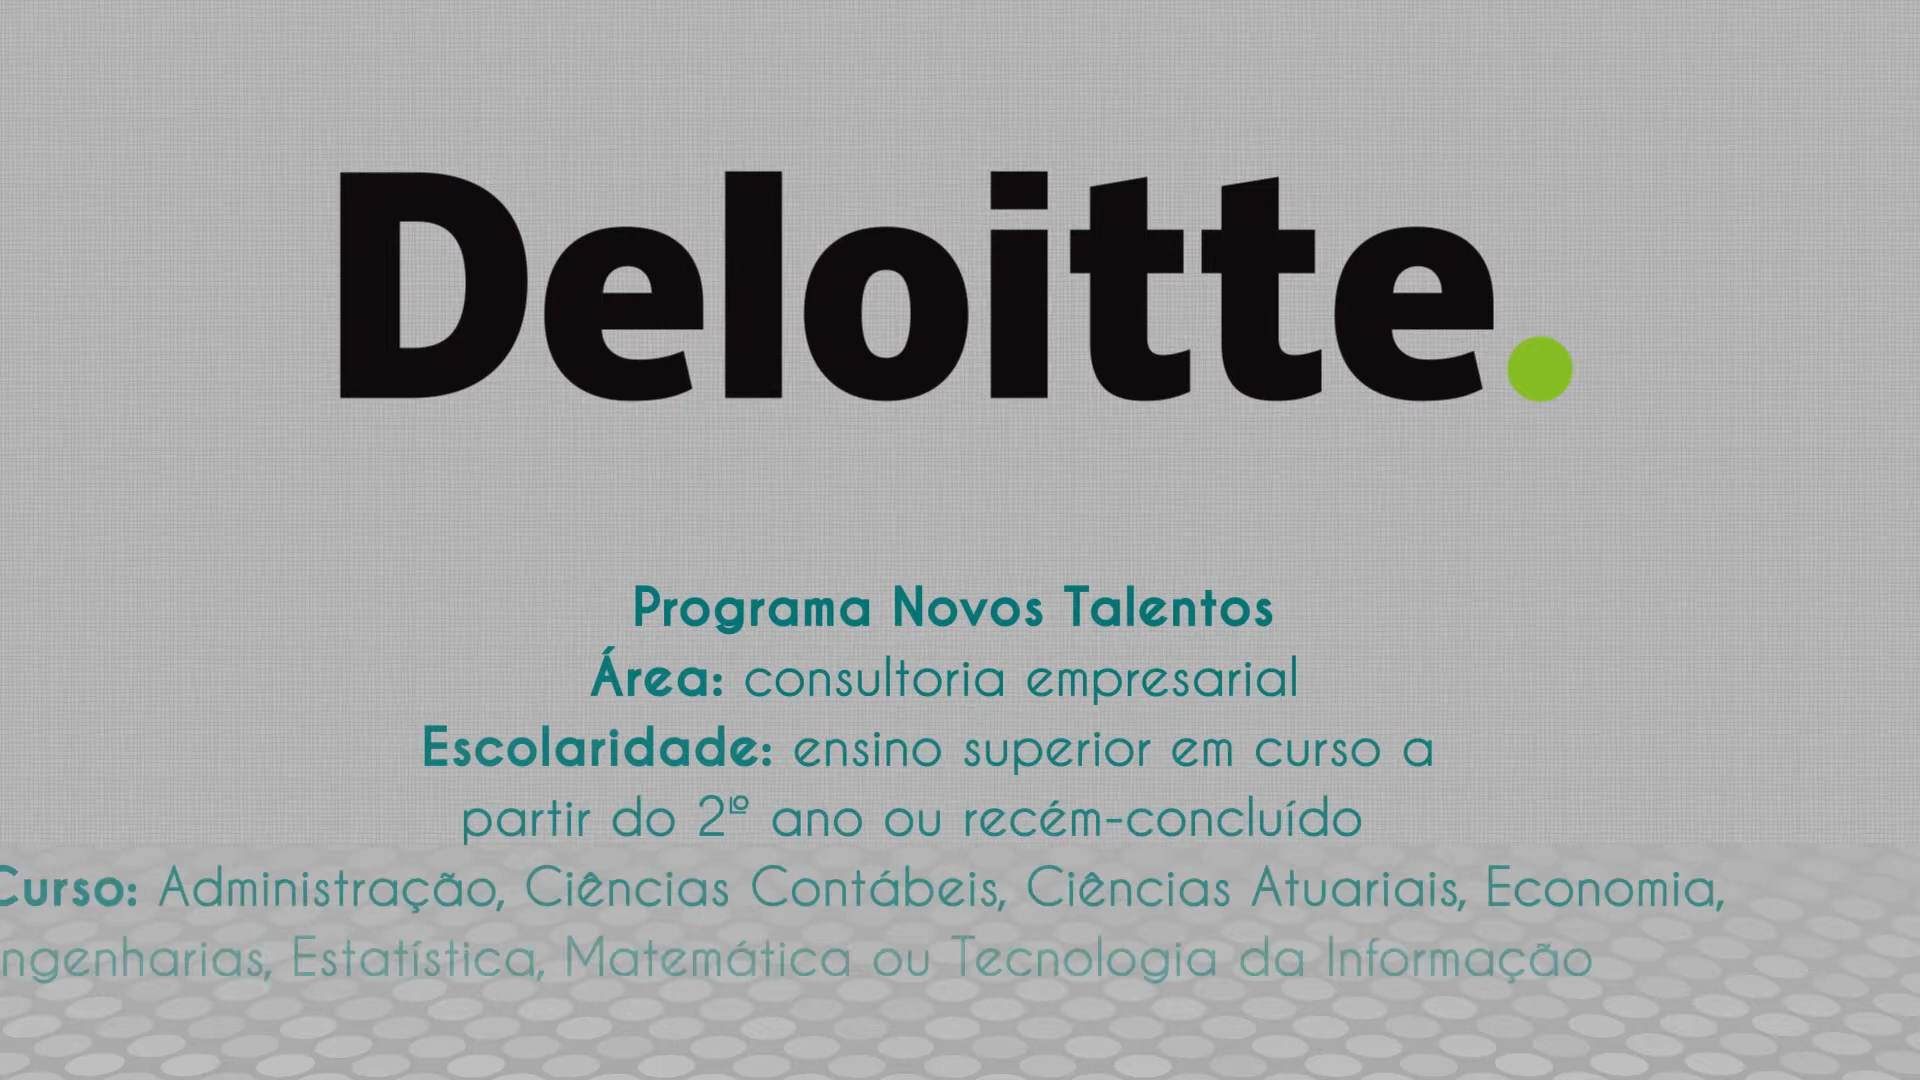 Deloitte.
Programa Novos Talentos
Área: consultoria empresarial
Escolaridade: ensino superior em curso a
partir do 2º ano ou recém-concluído
Curso: Administração, Ciências Contábeis, Ciências Atuariais, Economia,
ngenharias, Estatística, Matemática ou Tecnologia da Informação